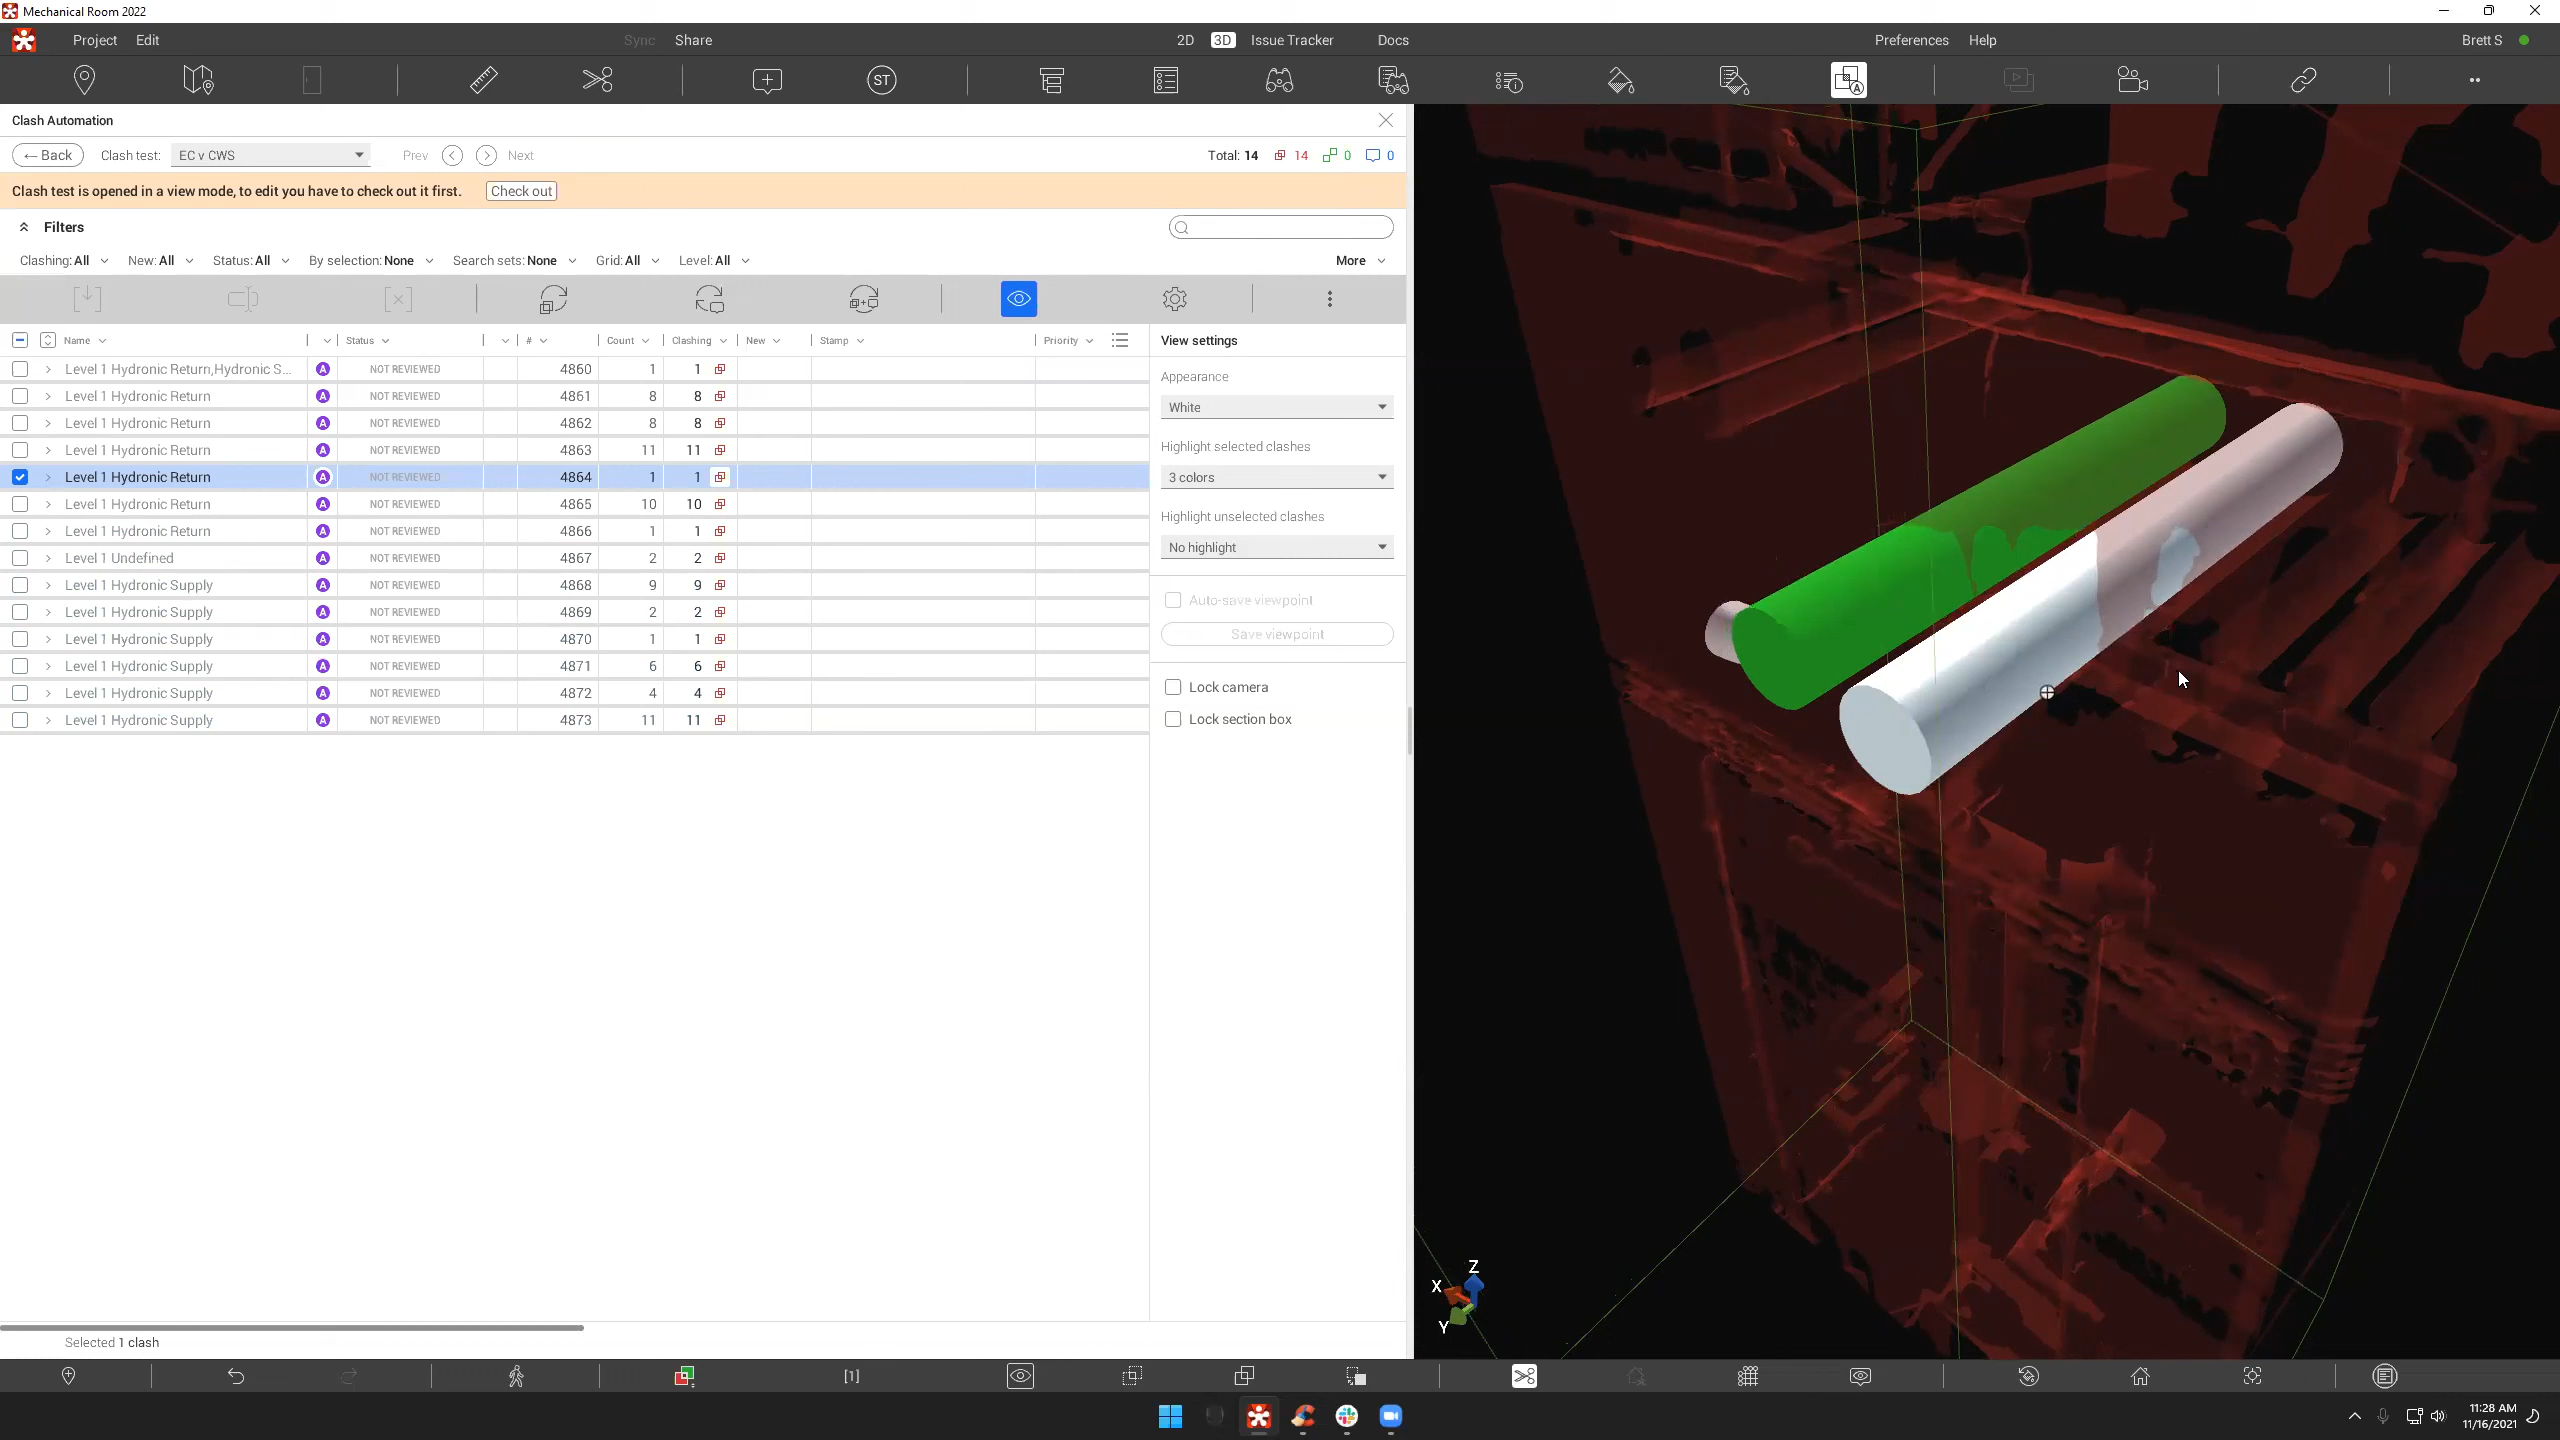 Mechanical Room 2022
Project Edit Sync Share 2D 3D Issue Tracker Docs Preferences Help Brett S
ST A
Clash Automation
← Back Clash test: EC v CWS Prev Next Total: 14 14 0 0
Clash test is opened in a view mode, to edit you have to check out it first. Check out
Filters
Clashing: All New: All Status: All By selection: None Search sets: None Grid: All Level: All More
Name Status # Count Clashing New Stamp Priority View settings
Level 1 Hydronic Return,Hydronic S... A NOT REVIEWED 4860 1 1
Appearance
Level 1 Hydronic Return A NOT REVIEWED 4861 8 8
White
Level 1 Hydronic Return A NOT REVIEWED 4862 8 8
Highlight selected clashes
Level 1 Hydronic Return A NOT REVIEWED 4863 11 11
Level 1 Hydronic Return A NOT REVIEWED 4864 1 1
3 colors
Level 1 Hydronic Return A NOT REVIEWED 4865 10 10
Highlight unselected clashes
Level 1 Hydronic Return A NOT REVIEWED 4866 1 1
No highlight
Level 1 Undefined A NOT REVIEWED 4867 2 2
Level 1 Hydronic Supply A NOT REVIEWED 4868 9 9
Auto-save viewpoint
Level 1 Hydronic Supply A NOT REVIEWED 4869 2 2
Save viewpoint
Level 1 Hydronic Supply A NOT REVIEWED 4870 1 1
Level 1 Hydronic Supply A NOT REVIEWED 4871 6 6
Lock camera
Level 1 Hydronic Supply A NOT REVIEWED 4872 4 4
Lock section box
Level 1 Hydronic Supply A NOT REVIEWED 4873 11 11
Z
X
Y
Selected 1 clash
[1]
11:28 AM
11/16/2021